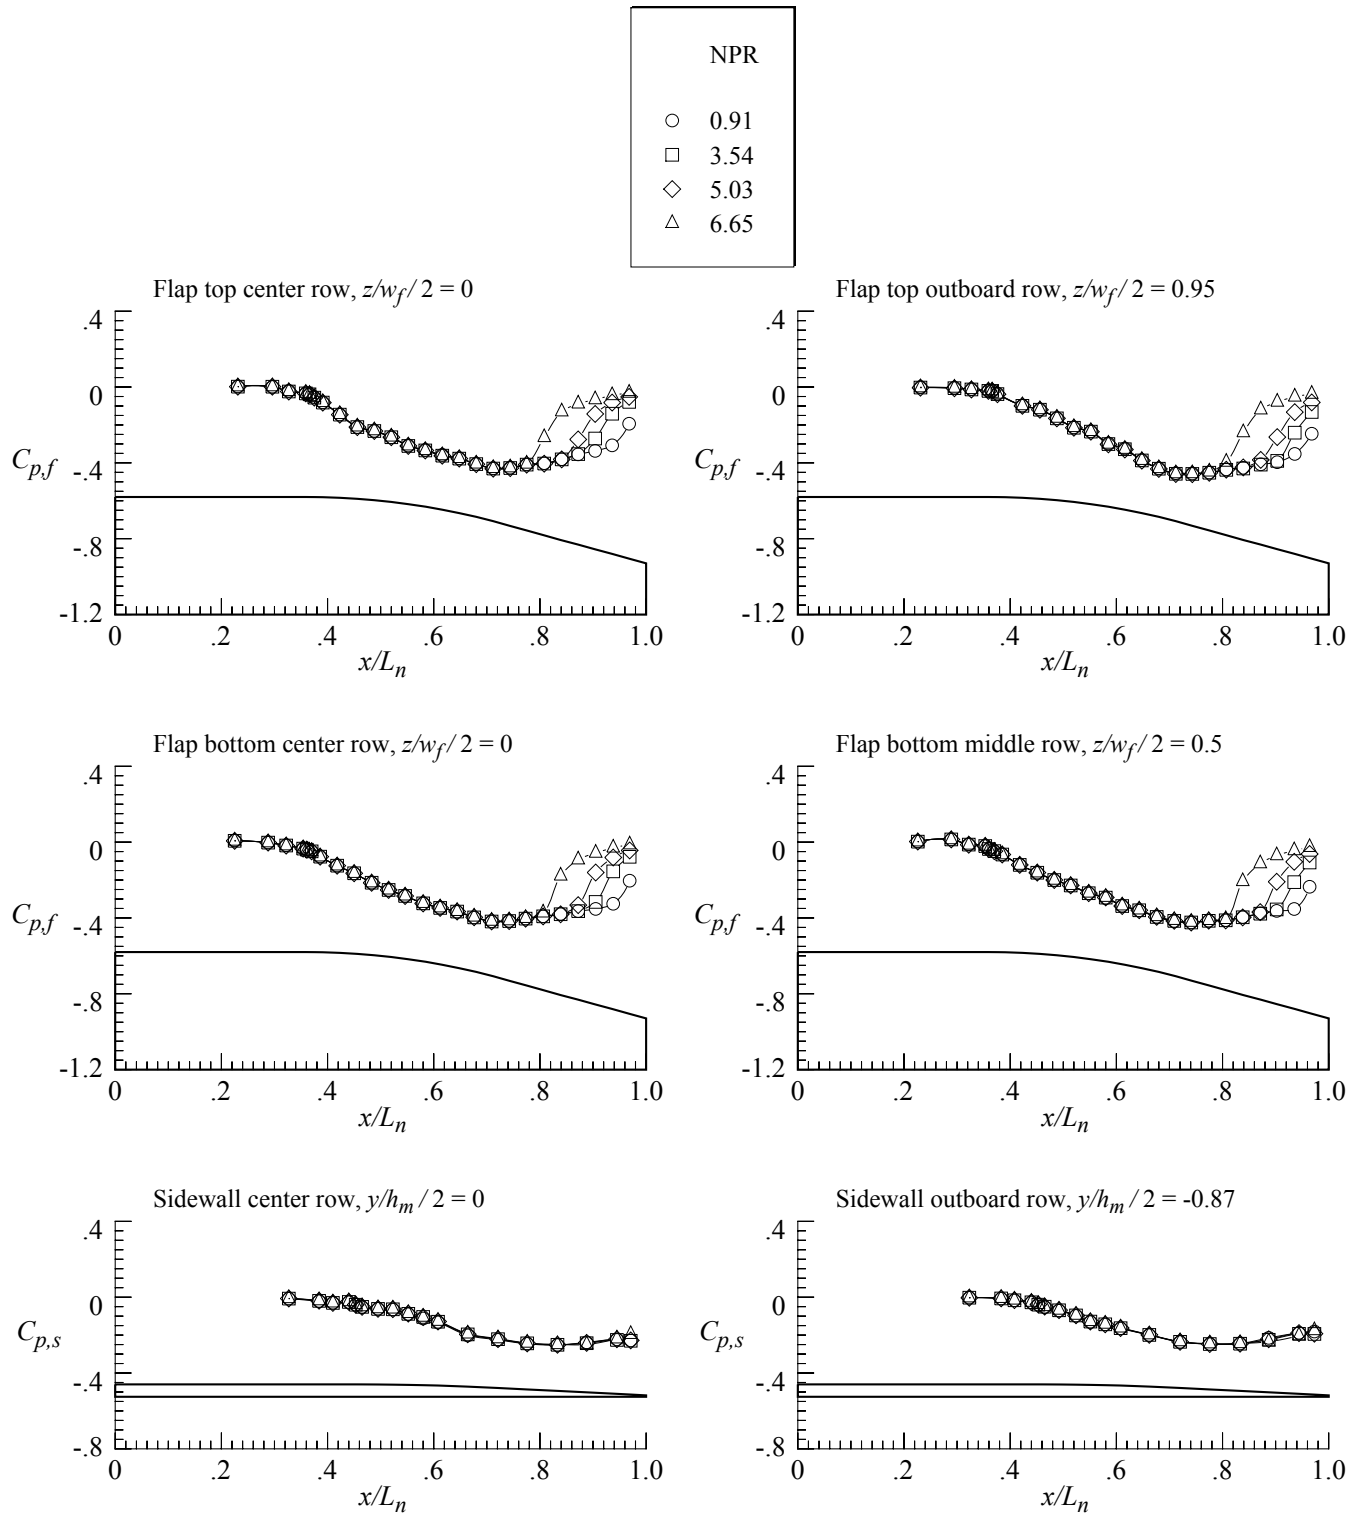 NPR
0.91
3.54
5.03
6.65
Flap top center row, z/w_f / 2 = 0
.4
0
-.4
-.8
-1.2
C_p,f
0 .2 .4 .6 .8 1.0
x/L_n
Flap top outboard row, z/w_f / 2 = 0.95
.4
0
-.4
-.8
-1.2
C_p,f
0 .2 .4 .6 .8 1.0
x/L_n
Flap bottom center row, z/w_f / 2 = 0
.4
0
-.4
-.8
-1.2
C_p,f
0 .2 .4 .6 .8 1.0
x/L_n
Flap bottom middle row, z/w_f / 2 = 0.5
.4
0
-.4
-.8
-1.2
C_p,f
0 .2 .4 .6 .8 1.0
x/L_n
Sidewall center row, y/h_m / 2 = 0
.4
0
-.4
-.8
C_p,s
0 .2 .4 .6 .8 1.0
x/L_n
Sidewall outboard row, y/h_m / 2 = -0.87
.4
0
-.4
-.8
C_p,s
0 .2 .4 .6 .8 1.0
x/L_n